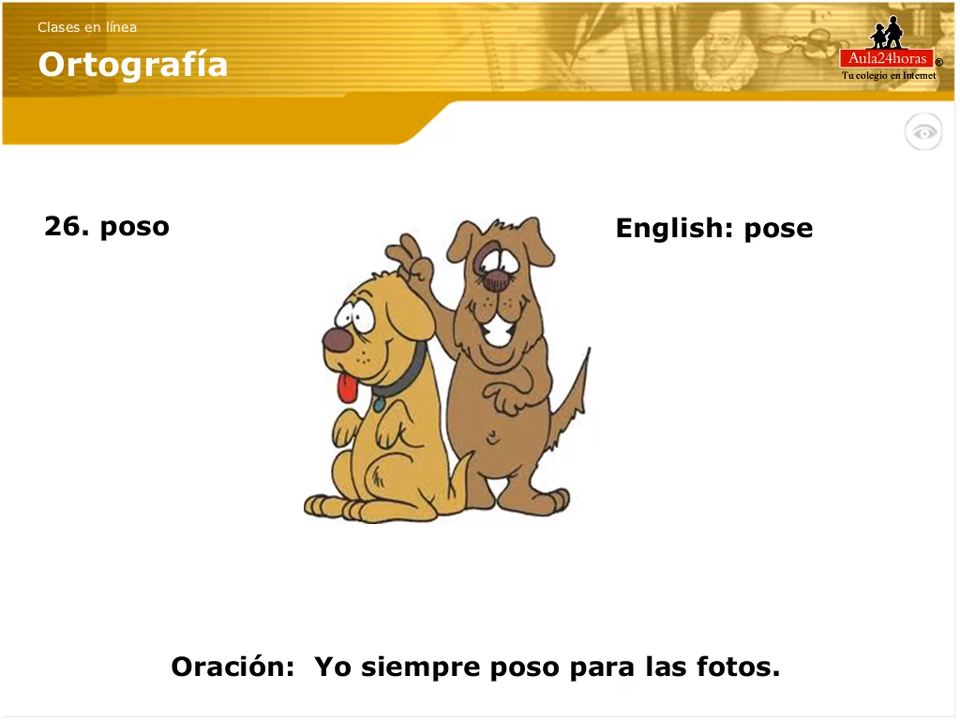 Clases en línea
Ortografía
Aula24horas ®
Tu colegio en Internet
26. poso
English: pose
Oración:  Yo siempre poso para las fotos.